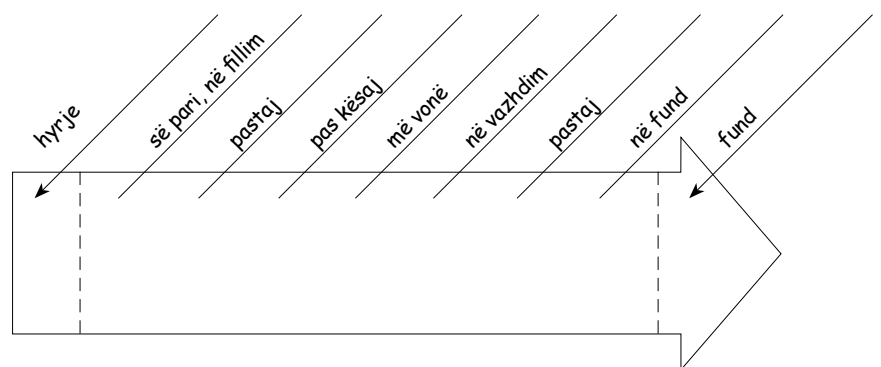 hyrje
së pari, në fillim
pastaj
pas kësaj
më vonë
në vazhdim
pastaj
në fund
fund